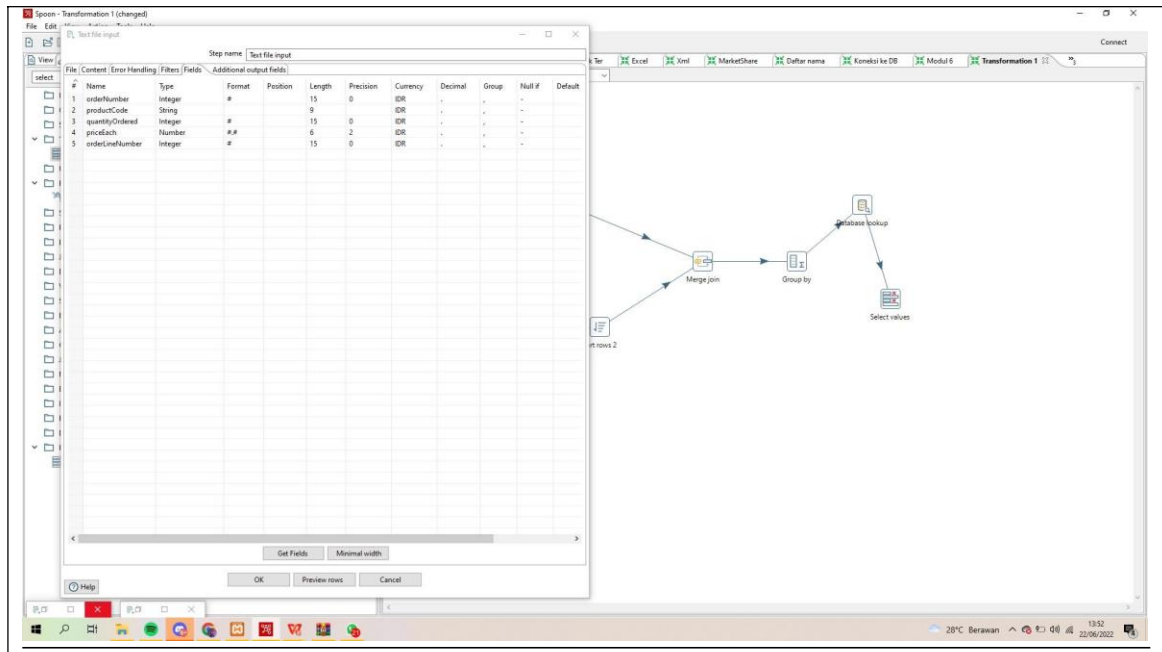 Spoon - Transformation 1 (changed)
File Edit
Connect
View
select
Text file input
Step name Text file input
File Content Error Handling Filters Fields Additional output fields
# Name Type Format Position Length Precision Currency Decimal Group Null if Default
1 orderNumber Integer # 15 0 IDR . , -
2 productCode String 9 IDR . , -
3 quantityOrdered Integer # 15 0 IDR . , -
4 priceEach Number #.# 6 2 IDR . , -
5 orderLineNumber Integer # 15 0 IDR . , -
Get Fields Minimal width
Help OK Preview rows Cancel
k Ter Excel Xml MarketShare Daftar nama Koneksi ke DB Modul 6 Transformation 1 »3
Database lookup
Merge join
Group by
Select values
rt rows 2
28°C Berawan
13:52
22/06/2022